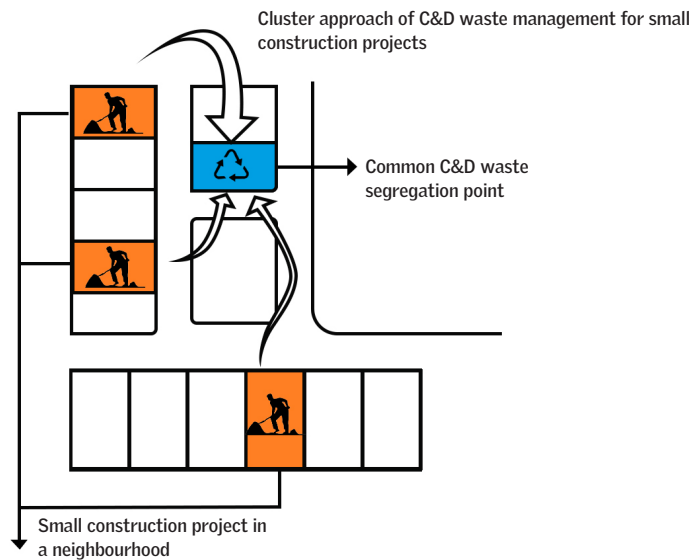 Cluster approach of C&D waste management for small
construction projects
Common C&D waste
segregation point
Small construction project in
a neighbourhood